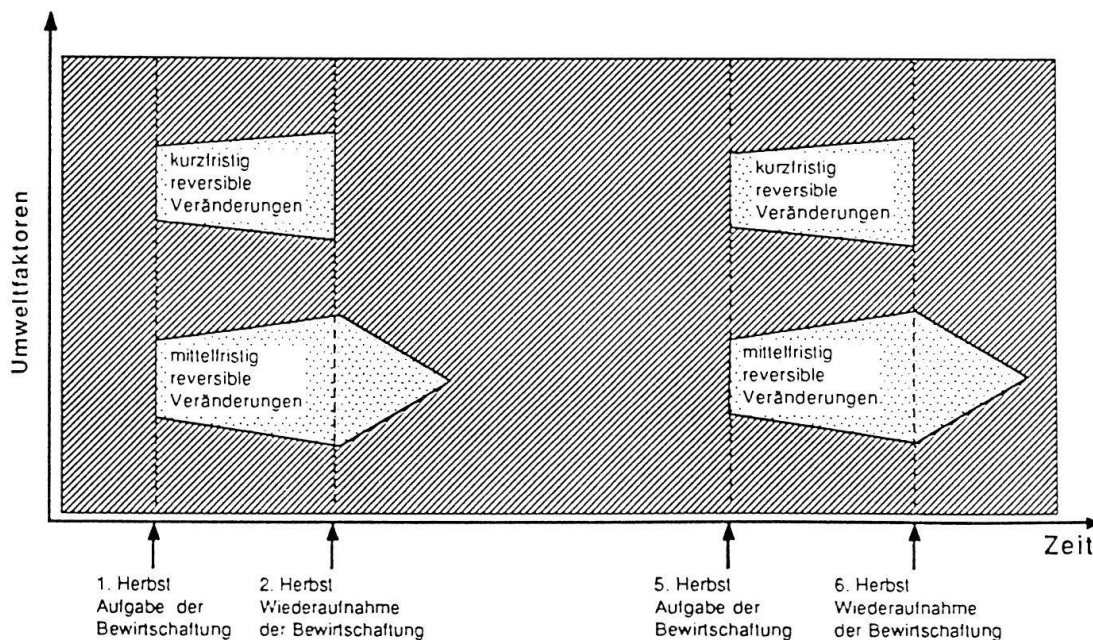 Umweltfaktoren
kurzfristig
reversible
Veränderungen
kurzfristig
reversible
Veränderungen
mittelfristig
reversible
Veränderungen
mittelfristig
reversible
Veränderungen
Zeit
1. Herbst
Aufgabe der
Bewirtschaftung
2. Herbst
Wiederaufnahme
der Bewirtschaftung
5. Herbst
Aufgabe der
Bewirtschaftung
6. Herbst
Wiederaufnahme
der Bewirtschaftung